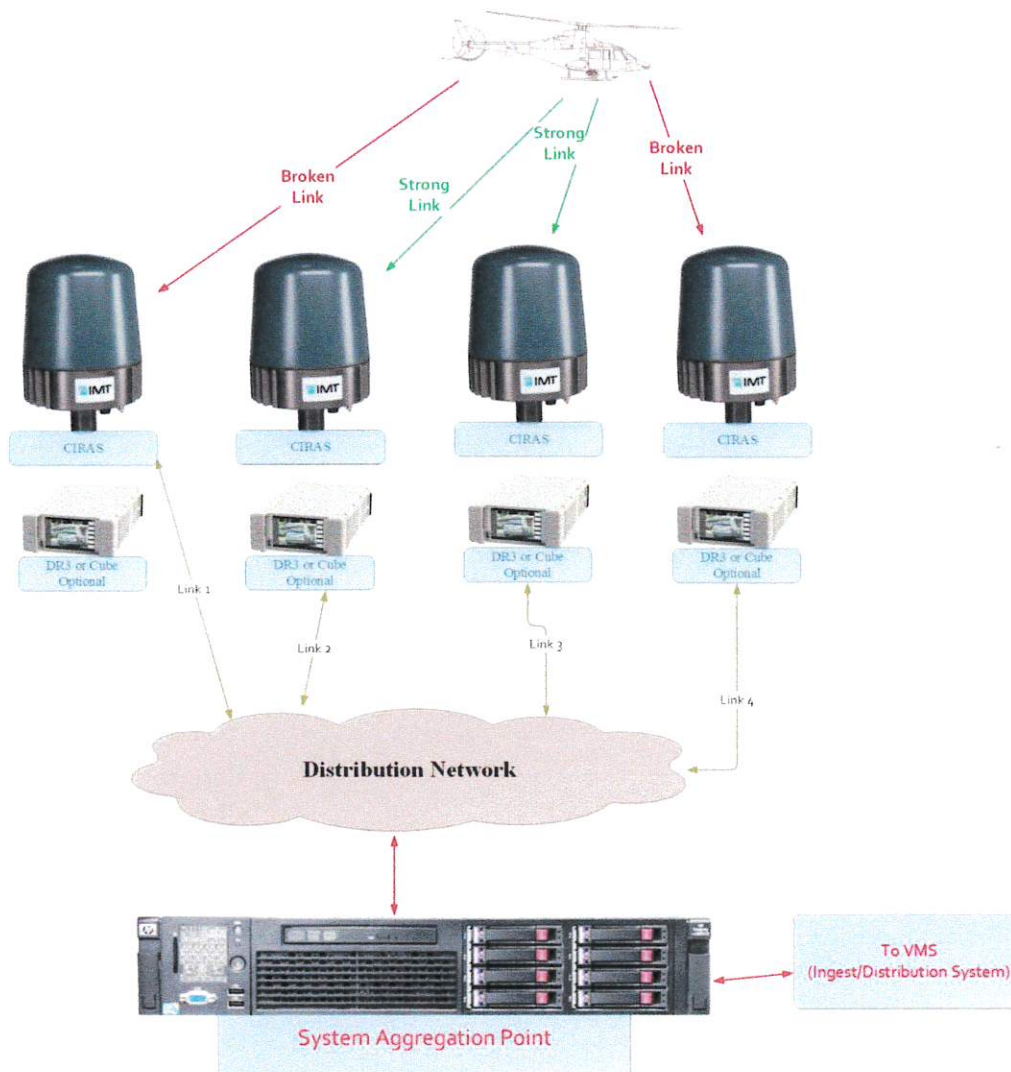 Strong
Link
Broken
Link
Broken
Link
Strong
Link
IMT
IMT
IMT
IMT
CIRAS
CIRAS
CIRAS
CIRAS
DR3 or Cube
Optional
DR3 or Cube
Optional
DR3 or Cube
Optional
DR3 or Cube
Optional
Link 1
Link 2
Link 3
Link 4
Distribution Network
To VMS
(Ingest/Distribution System)
System Aggregation Point